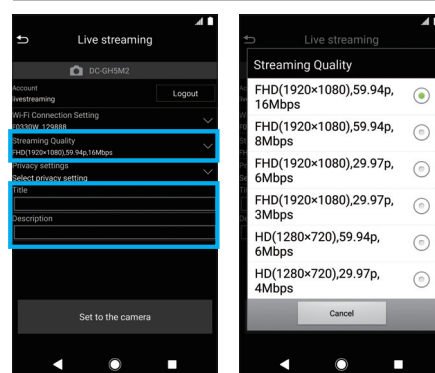 Live streaming
DC-GH5M2
Account
livestreaming
Logout
Wi-Fi Connection Setting
F0330W_129888
Streaming Quality
FHD(1920×1080),59.94p,16Mbps
Privacy settings
Select privacy setting
Title
Description
Set to the camera
Live streaming
Streaming Quality
FHD(1920×1080),59.94p,
16Mbps
FHD(1920×1080),59.94p,
8Mbps
FHD(1920×1080),29.97p,
6Mbps
FHD(1920×1080),29.97p,
3Mbps
HD(1280×720),59.94p,
6Mbps
HD(1280×720),29.97p,
4Mbps
Cancel